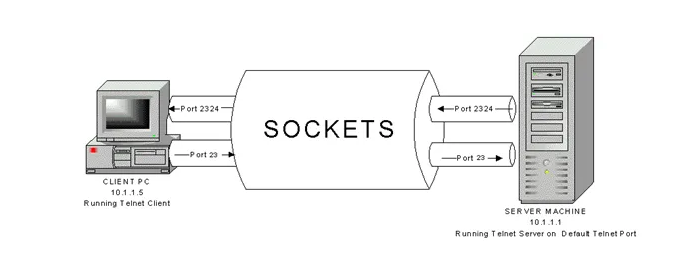 Port 2324
Port 2324
SOCKETS
Port 23
Port 23
CLIENT PC
10.1.1.5
Running Telnet Client
SERVER MACHINE
10.1.1.1
Running Telnet Server on Default Telnet Port